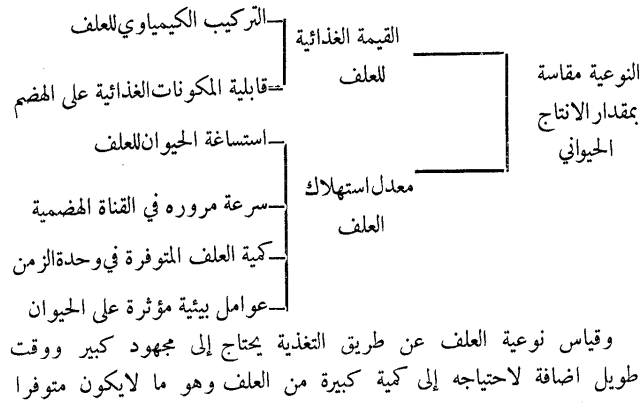 النوعية مقاسة
بمقدار الانتاج
الحيواني
القيمة الغذائية
للعلف
التركيب الكيمياوي للعلف
قابلية المكونات الغذائية على الهضم
معدل استهلاك
العلف
استساغة الحيوان للعلف
سرعة مروره في القناة الهضمية
كمية العلف المتوفرة في وحدة الزمن
عوامل بيئية مؤثرة على الحيوان
وقياس نوعية العلف عن طريق التغذية يحتاج إلى مجهود كبير ووقت
طويل اضافة لاحتياجه إلى كمية كبيرة من العلف وهو ما لايكون متوفرا